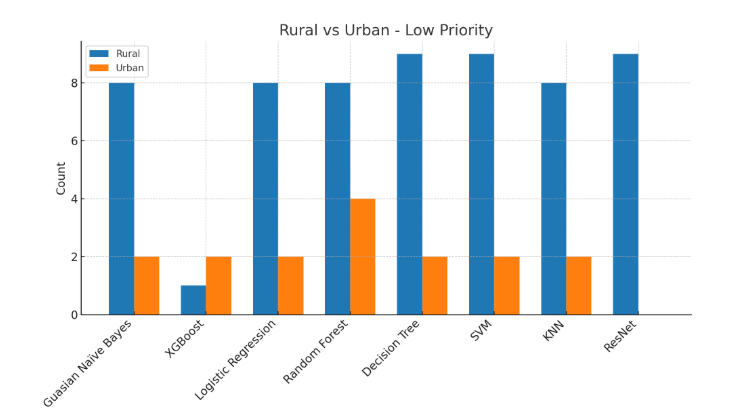 Rural vs Urban - Low Priority
Rural
Urban
Count
8
6
4
2
0
Guasian Naïve Bayes
XGBoost
Logistic Regression
Random Forest
Decision Tree
SVM
KNN
ResNet